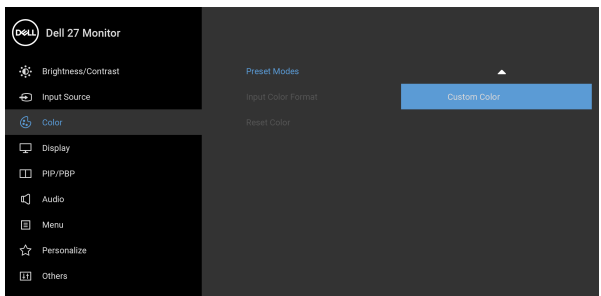 DELL Dell 27 Monitor
Brightness/Contrast
Preset Modes
Input Source
Input Color Format
Custom Color
Color
Reset Color
Display
PIP/PBP
Audio
Menu
Personalize
Others